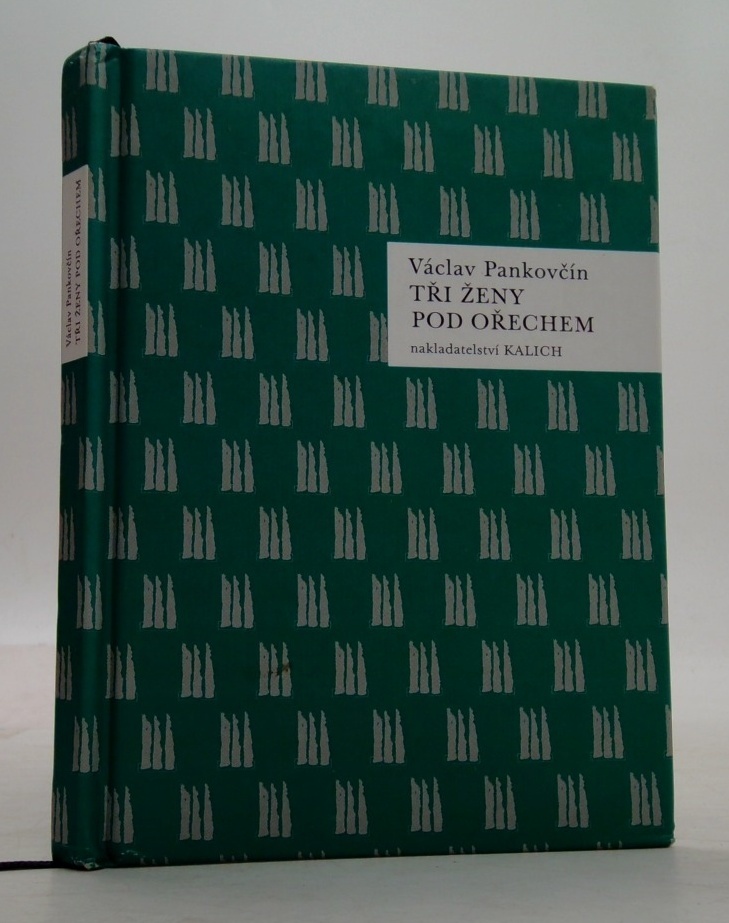 Václav Pankovčín
TŘI ŽENY
POD OŘECHEM
nakladatelství KALICH
Václav Pankovčín
TŘI ŽENY POD OŘECHEM